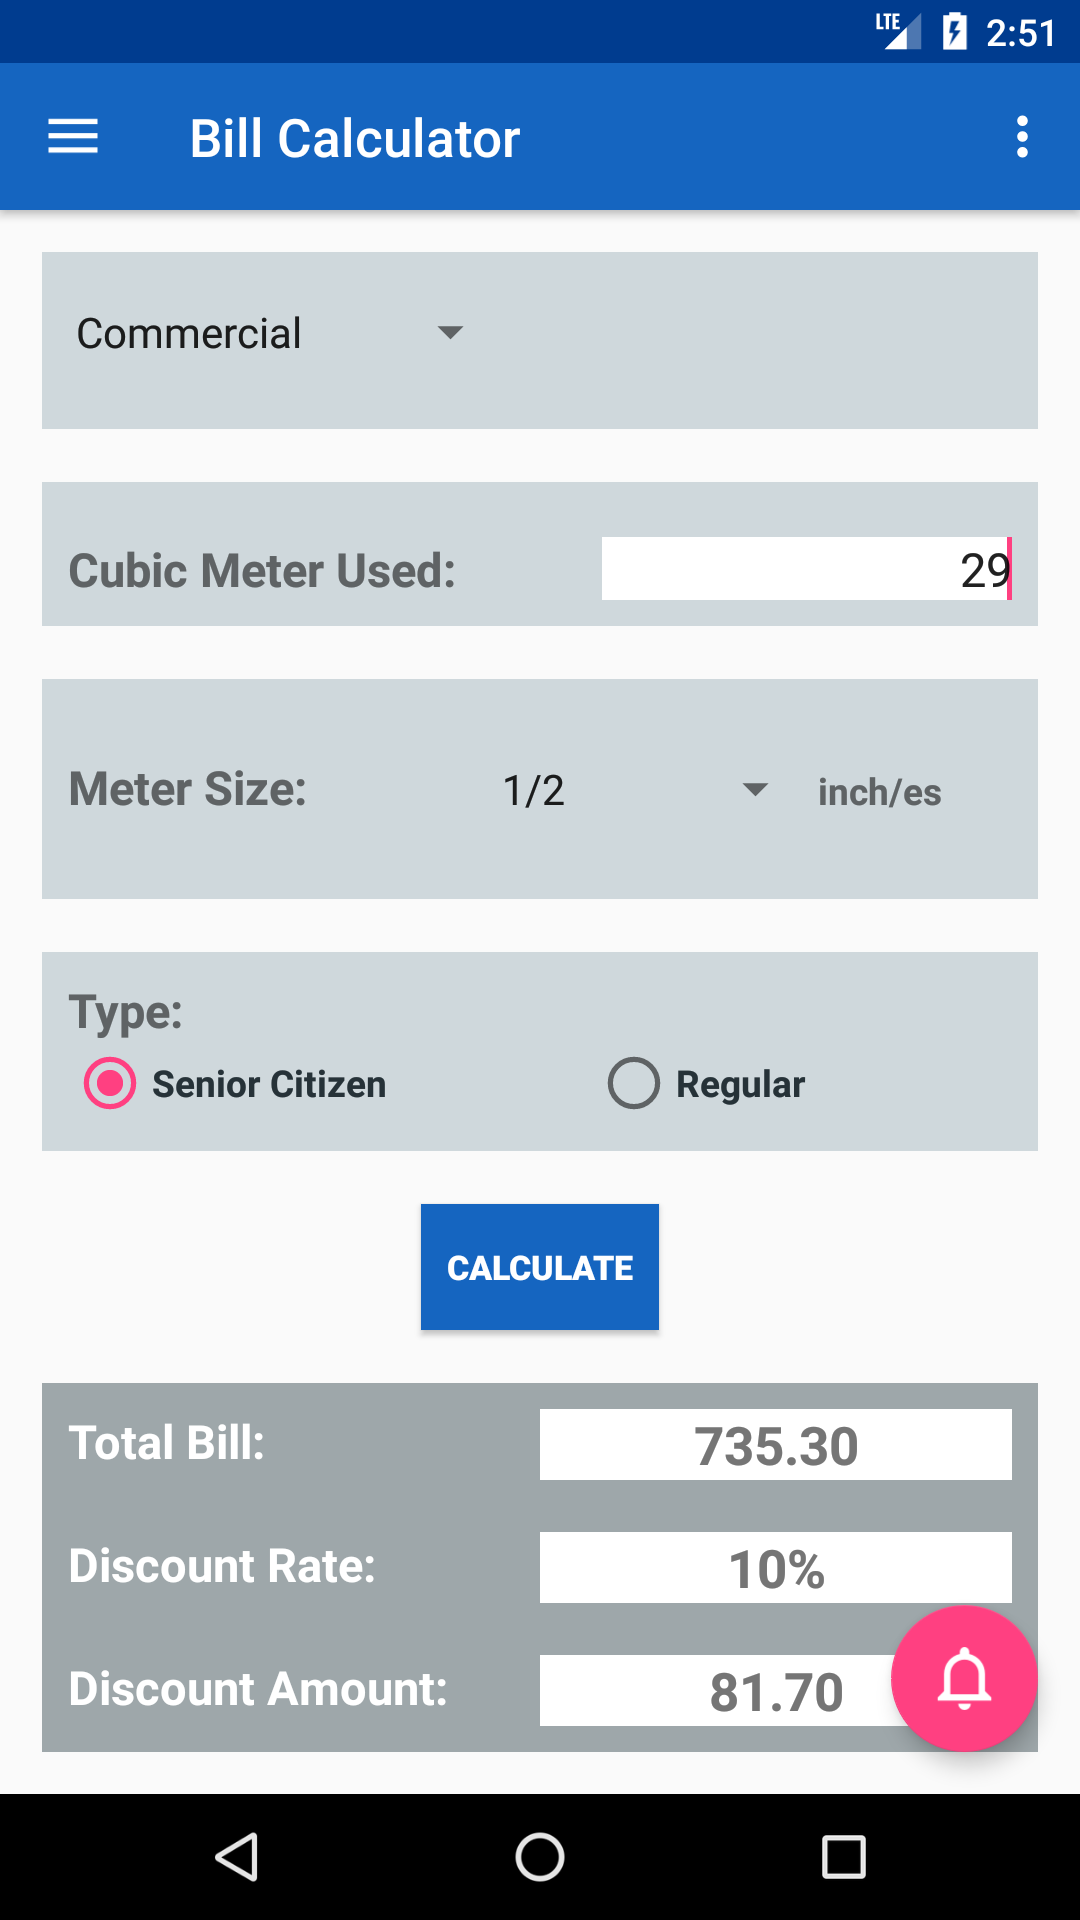 LTE 2:51
Bill Calculator
Commercial
Cubic Meter Used: 29
Meter Size: 1/2 inch/es
Type:
Senior Citizen Regular
CALCULATE
Total Bill: 735.30
Discount Rate: 10%
Discount Amount: 81.70